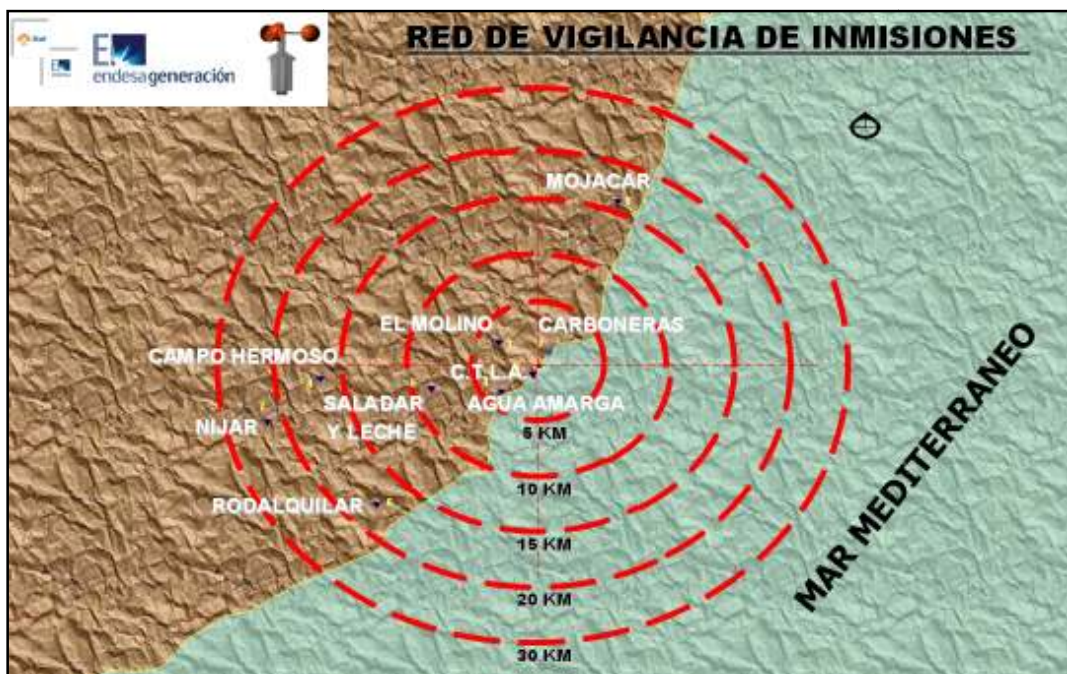 endesageneración
RED DE VIGILANCIA DE INMISIONES
MOJACAR
EL MOLINO
CARBONERAS
CAMPO HERMOSO
C.T.L.A.
SALADAR
Y LECHE
AGUA AMARGA
NIJAR
5 KM
RODALQUILAR
10 KM
15 KM
20 KM
30 KM
MAR MEDITERRANEO